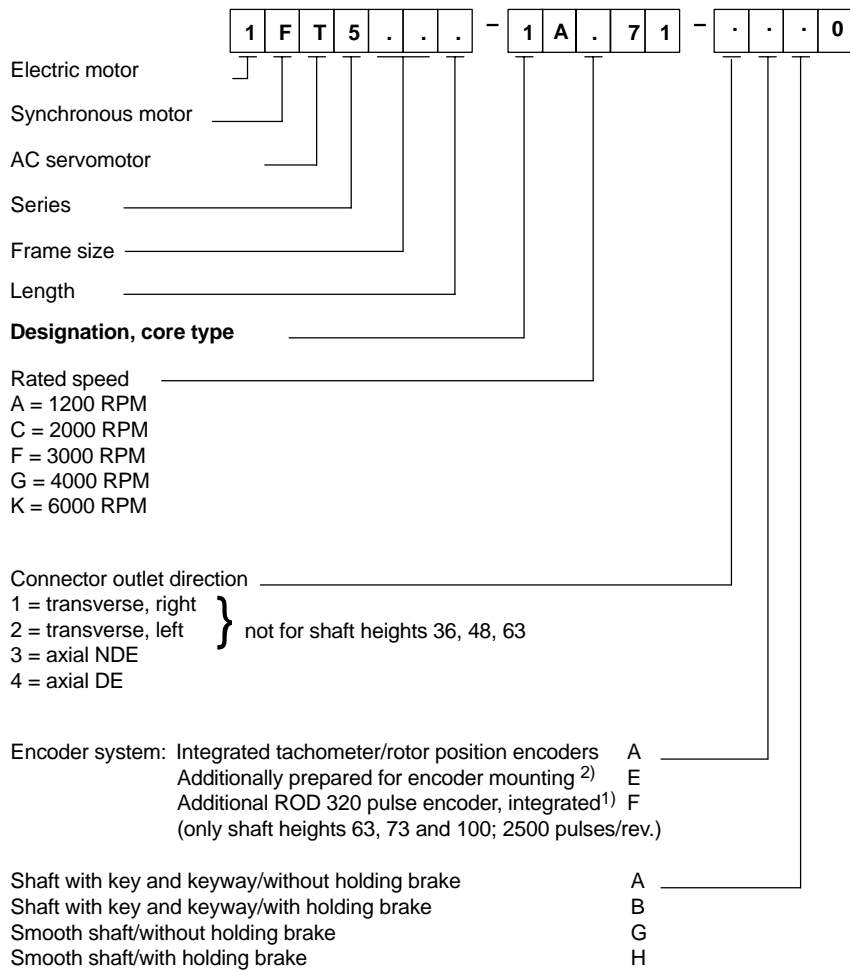 1 F T 5 . . . – 1 A . 7 1 – . . . 0
Electric motor
Synchronous motor
AC servomotor
Series
Frame size
Length
Designation, core type
Rated speed
A = 1200 RPM
C = 2000 RPM
F = 3000 RPM
G = 4000 RPM
K = 6000 RPM
Connector outlet direction
1 = transverse, right
2 = transverse, left } not for shaft heights 36, 48, 63
3 = axial NDE
4 = axial DE
Encoder system: Integrated tachometer/rotor position encoders A
Additionally prepared for encoder mounting 2) E
Additional ROD 320 pulse encoder, integrated1) F
(only shaft heights 63, 73 and 100; 2500 pulses/rev.)
Shaft with key and keyway/without holding brake A
Shaft with key and keyway/with holding brake B
Smooth shaft/without holding brake G
Smooth shaft/with holding brake H